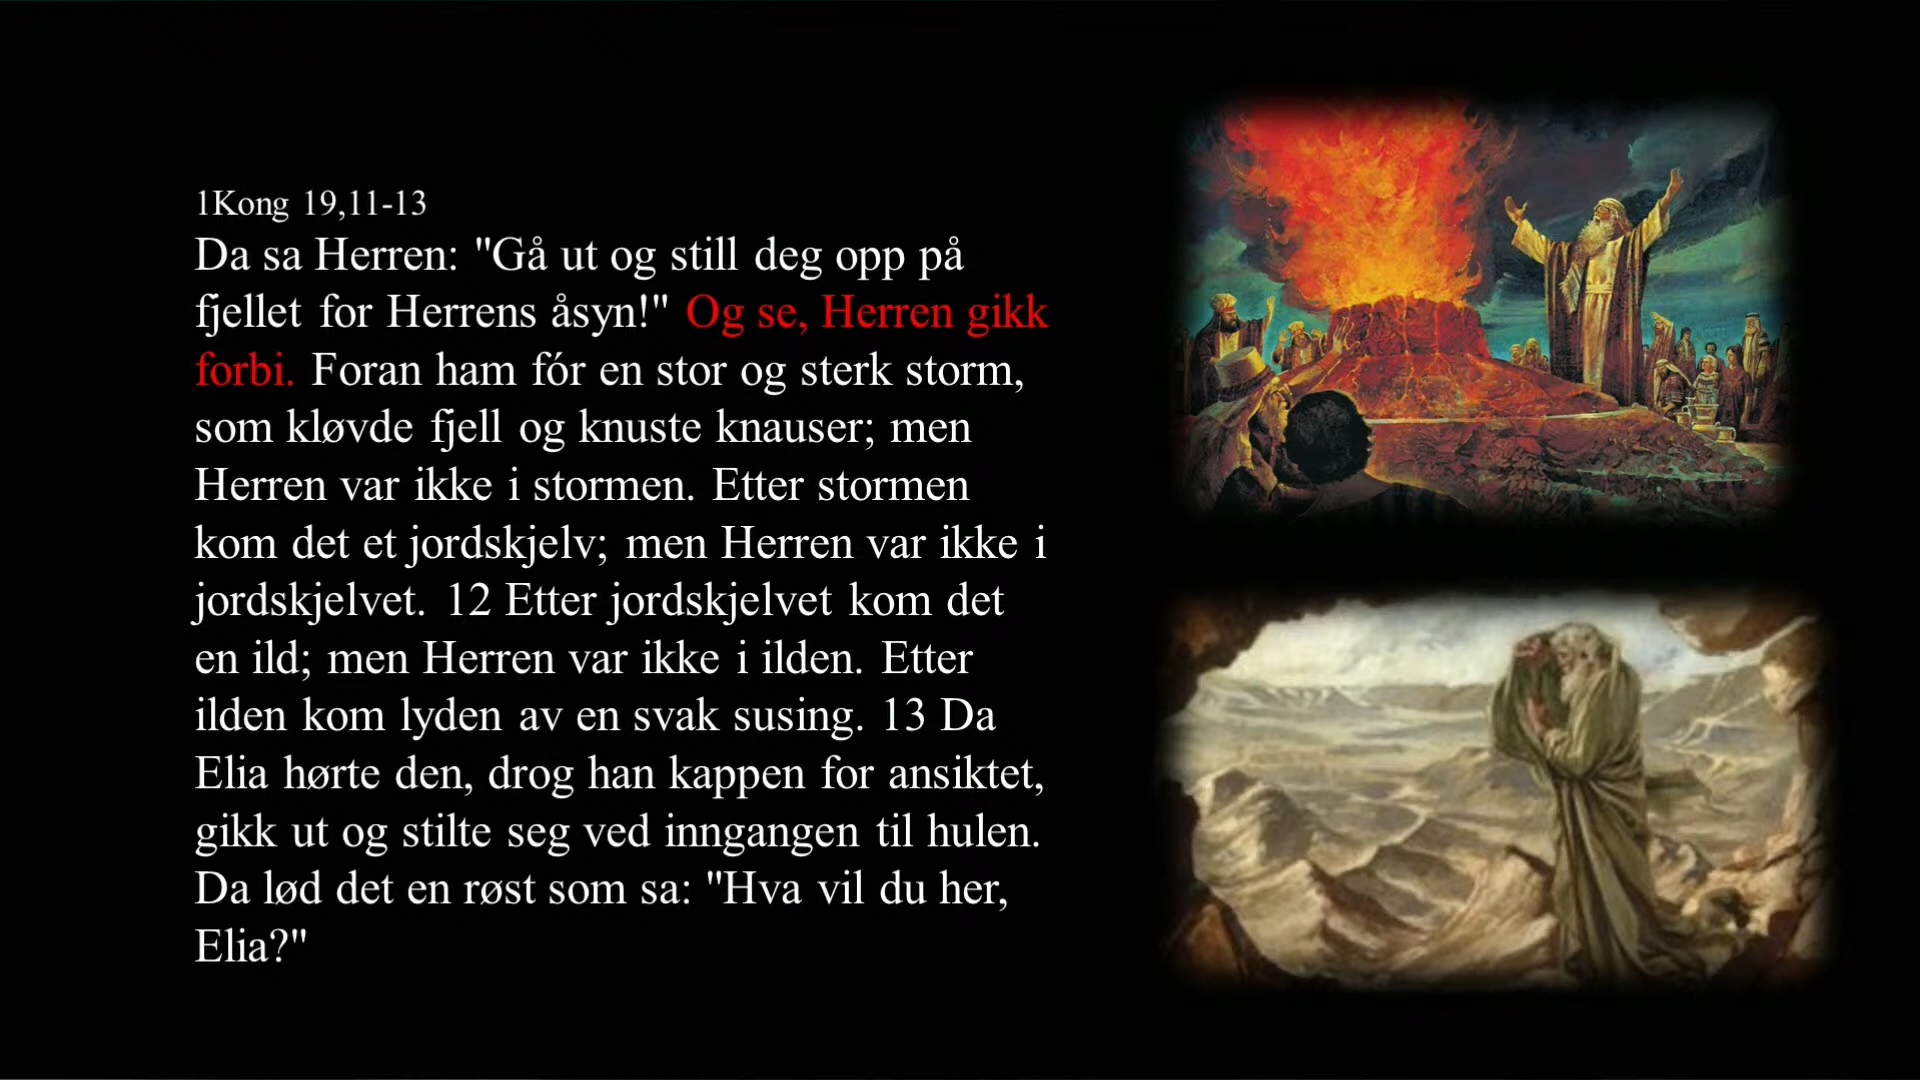 1Kong 19,11-13
Da sa Herren: "Gå ut og still deg opp på
fjellet for Herrens åsyn!" Og se, Herren gikk
forbi. Foran ham fór en stor og sterk storm,
som kløvde fjell og knuste knauser; men
Herren var ikke i stormen. Etter stormen
kom det et jordskjelv; men Herren var ikke i
jordskjelvet. 12 Etter jordskjelvet kom det
en ild; men Herren var ikke i ilden. Etter
ilden kom lyden av en svak susing. 13 Da
Elia hørte den, drog han kappen for ansiktet,
gikk ut og stilte seg ved inngangen til hulen.
Da lød det en røst som sa: "Hva vil du her,
Elia?"